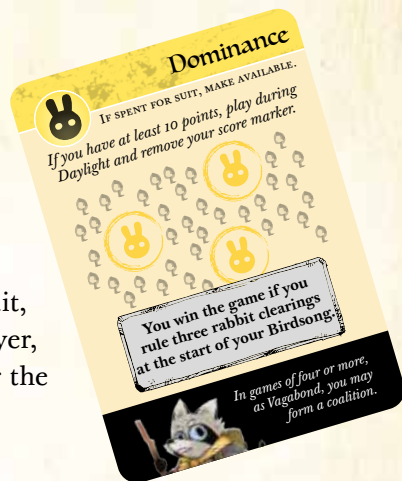 Dominance
IF SPENT FOR SUIT, MAKE AVAILABLE.
If you have at least 10 points, play during
Daylight and remove your score marker.
You win the game if you
rule three rabbit clearings
at the start of your Birdsong.
In games of four or more,
as Vagabond, you may
form a coalition.
it,
the